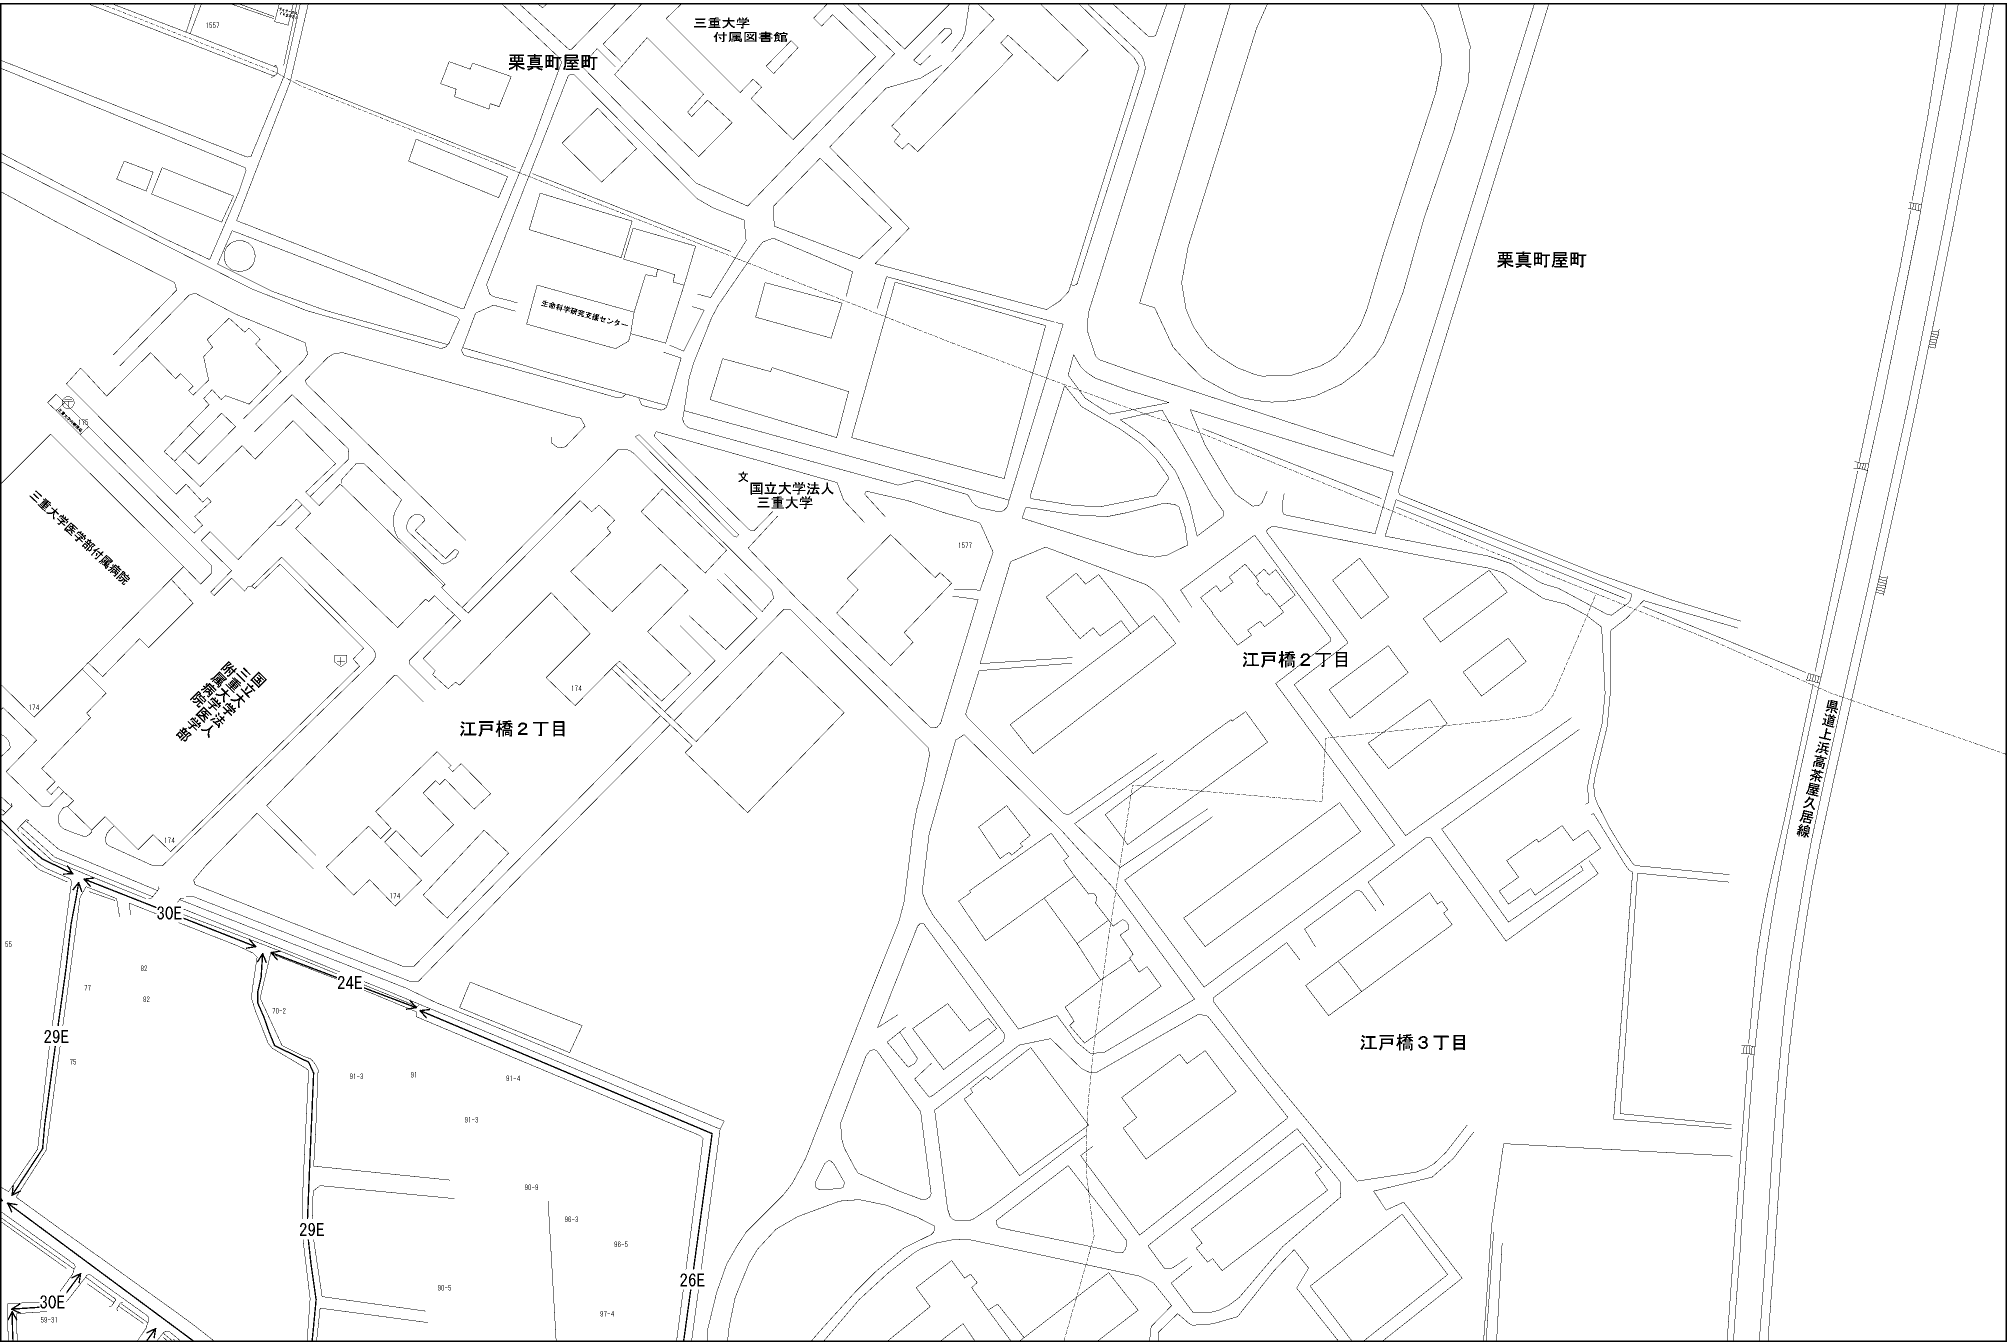 1557
三重大学
付属図書館
栗真町屋町
栗真町屋町
生命科学研究支援センター
文
国立大学法人
三重大学
1577
三重大学医学部付属病院
国立大学法人
三重大学医学部
附属病院
174
174
174
174
江戸橋２丁目
江戸橋２丁目
県道上浜高茶屋久居線
30E
55
82
24E
77
82
70-2
29E
75
江戸橋３丁目
91-3
91
91-4
91-3
90-9
96-3
29E
96-5
26E
90-5
30E
59-31
97-4